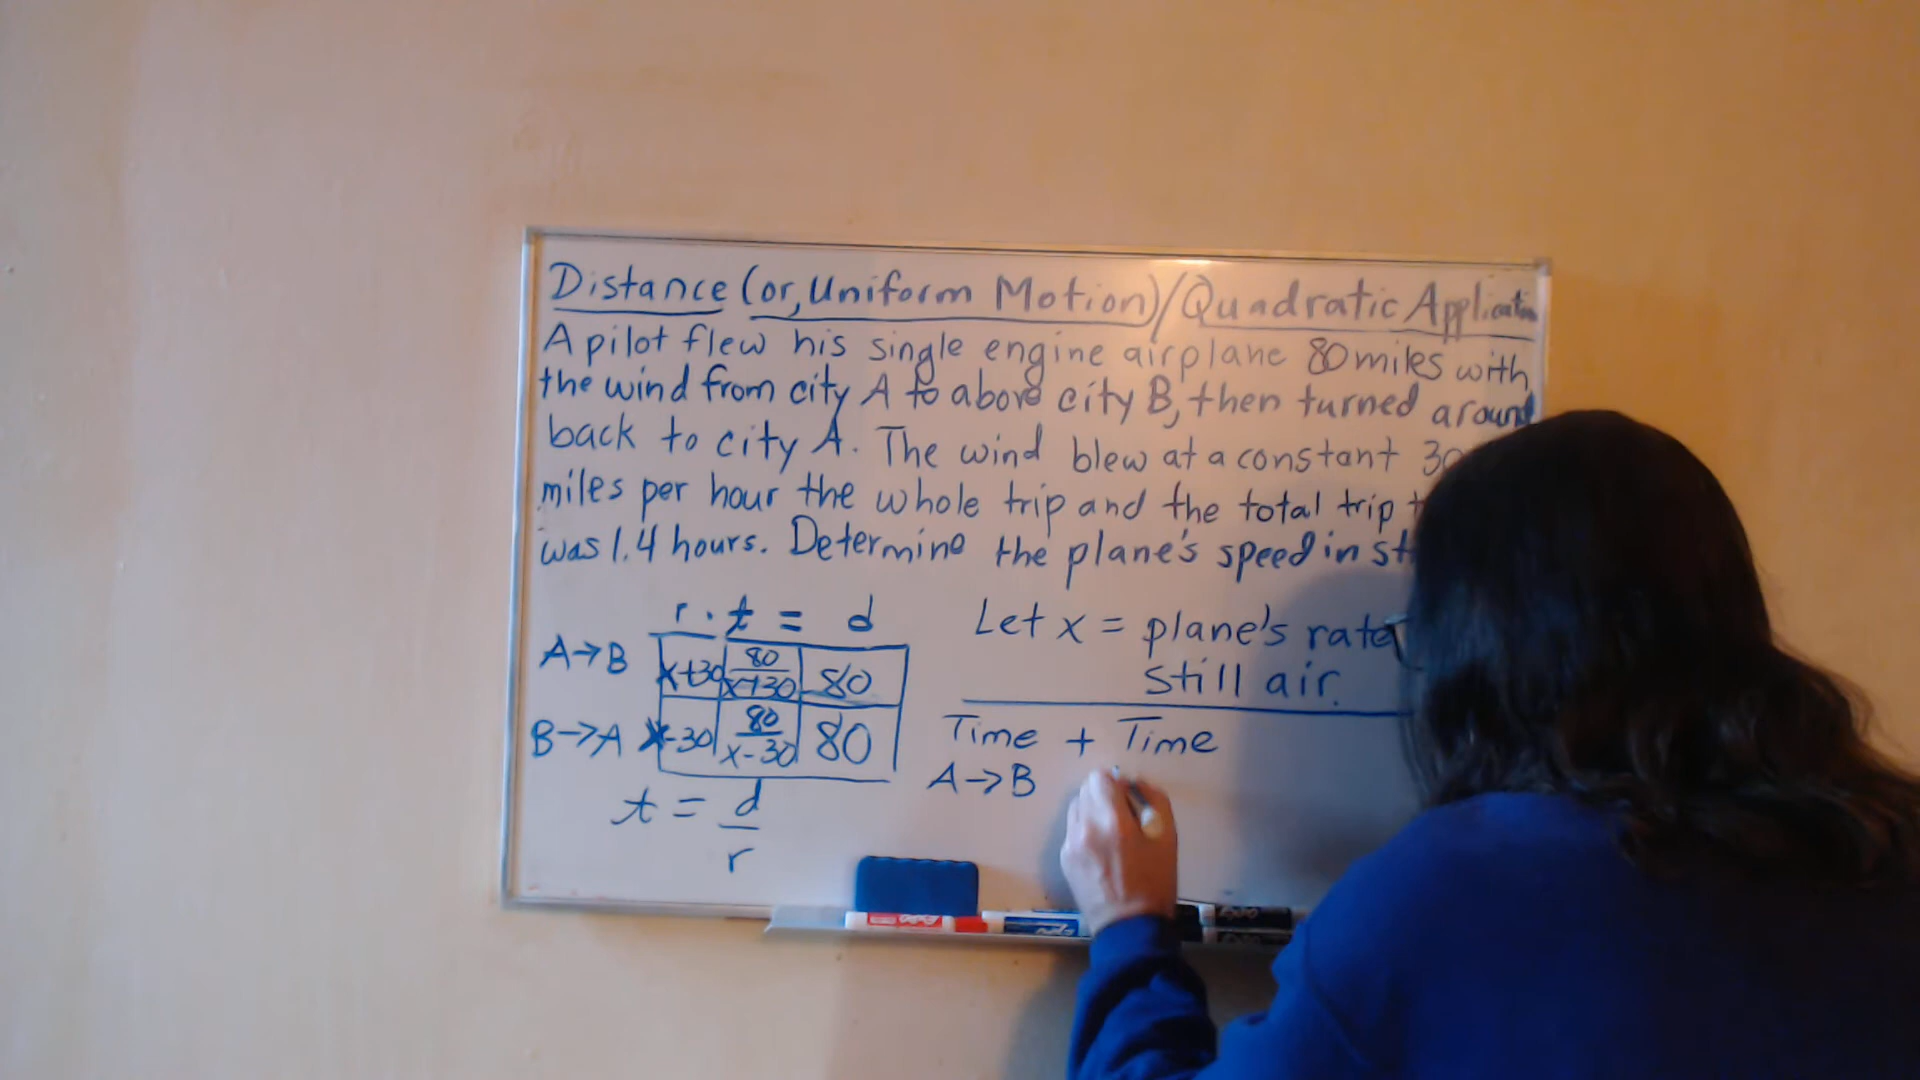 Distance (or, Uniform Motion)/Quadratic Application
A pilot flew his single engine airplane 80 miles with
the wind from city A to above city B, then turned around
back to city A. The wind blew at a constant 30
miles per hour the whole trip and the total trip
was 1.4 hours. Determine the plane's speed in
r · t = d
A→B x+30 80/x+30 80
B→A x-30 80/x-30 80
t = d/r
Let x = plane's rate
still air.
Time + Time
A→B